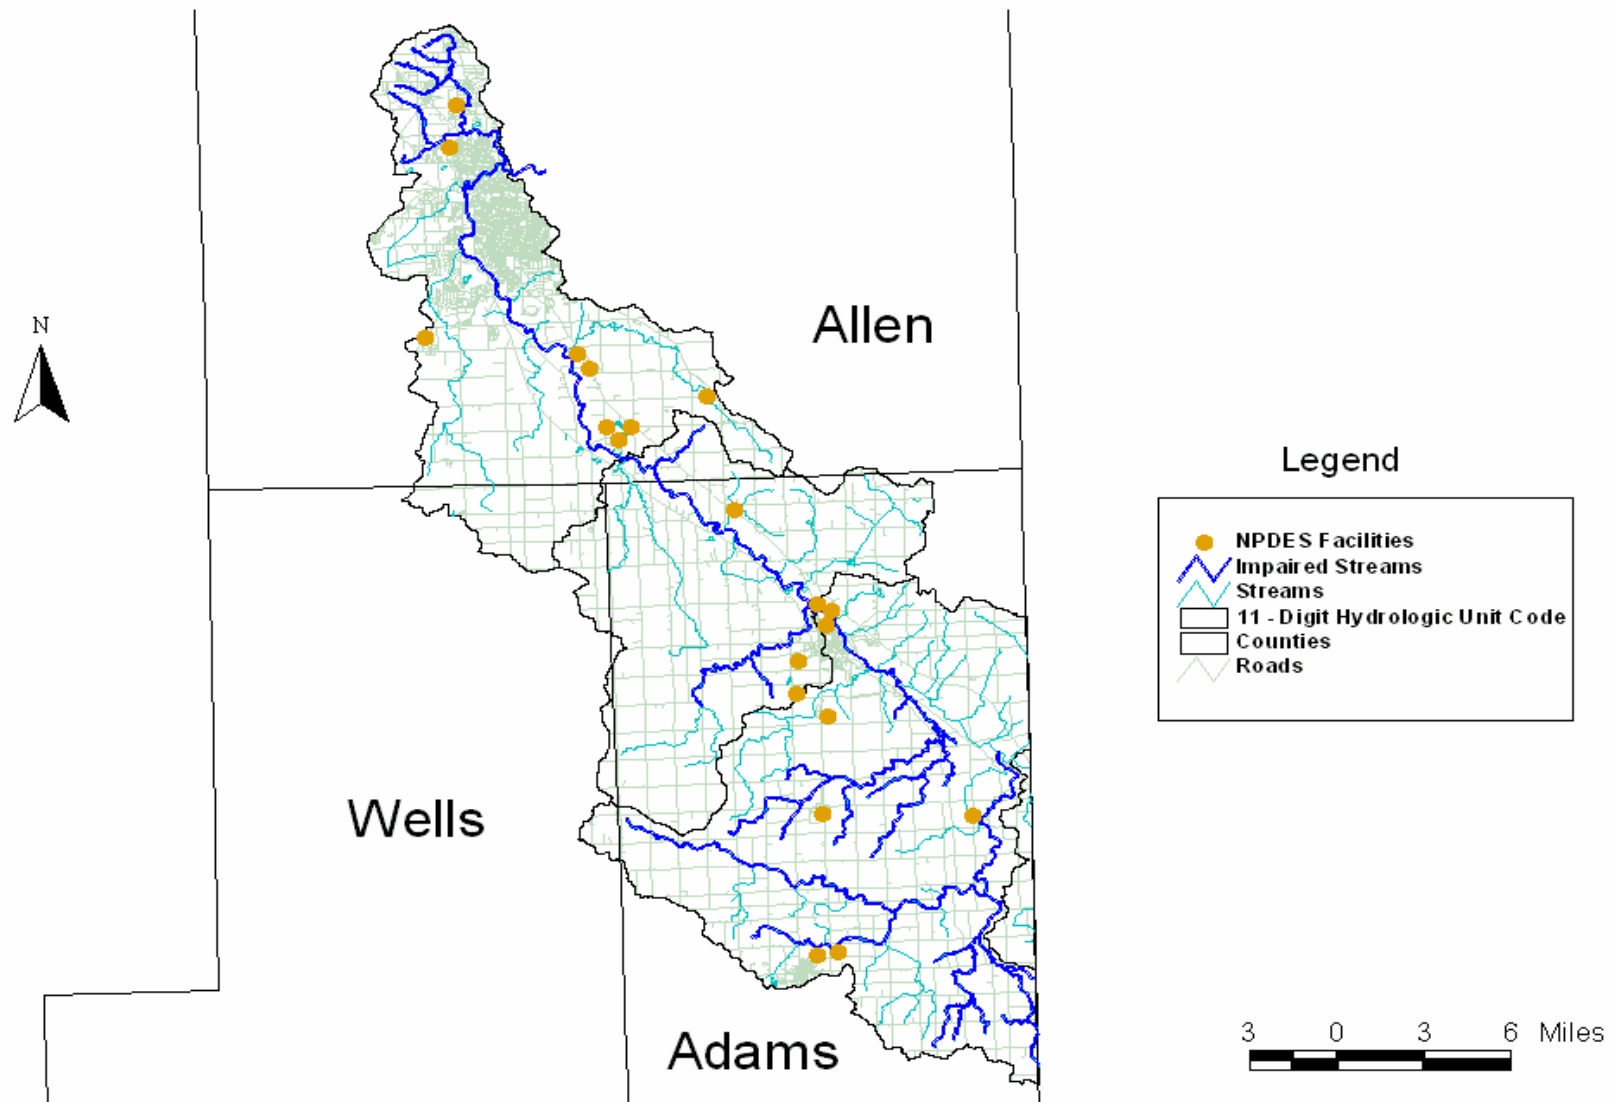 N
Allen
Wells
Adams
Legend
NPDES Facilities
Impaired Streams
Streams
11 - Digit Hydrologic Unit Code
Counties
Roads
3 0 3 6 Miles